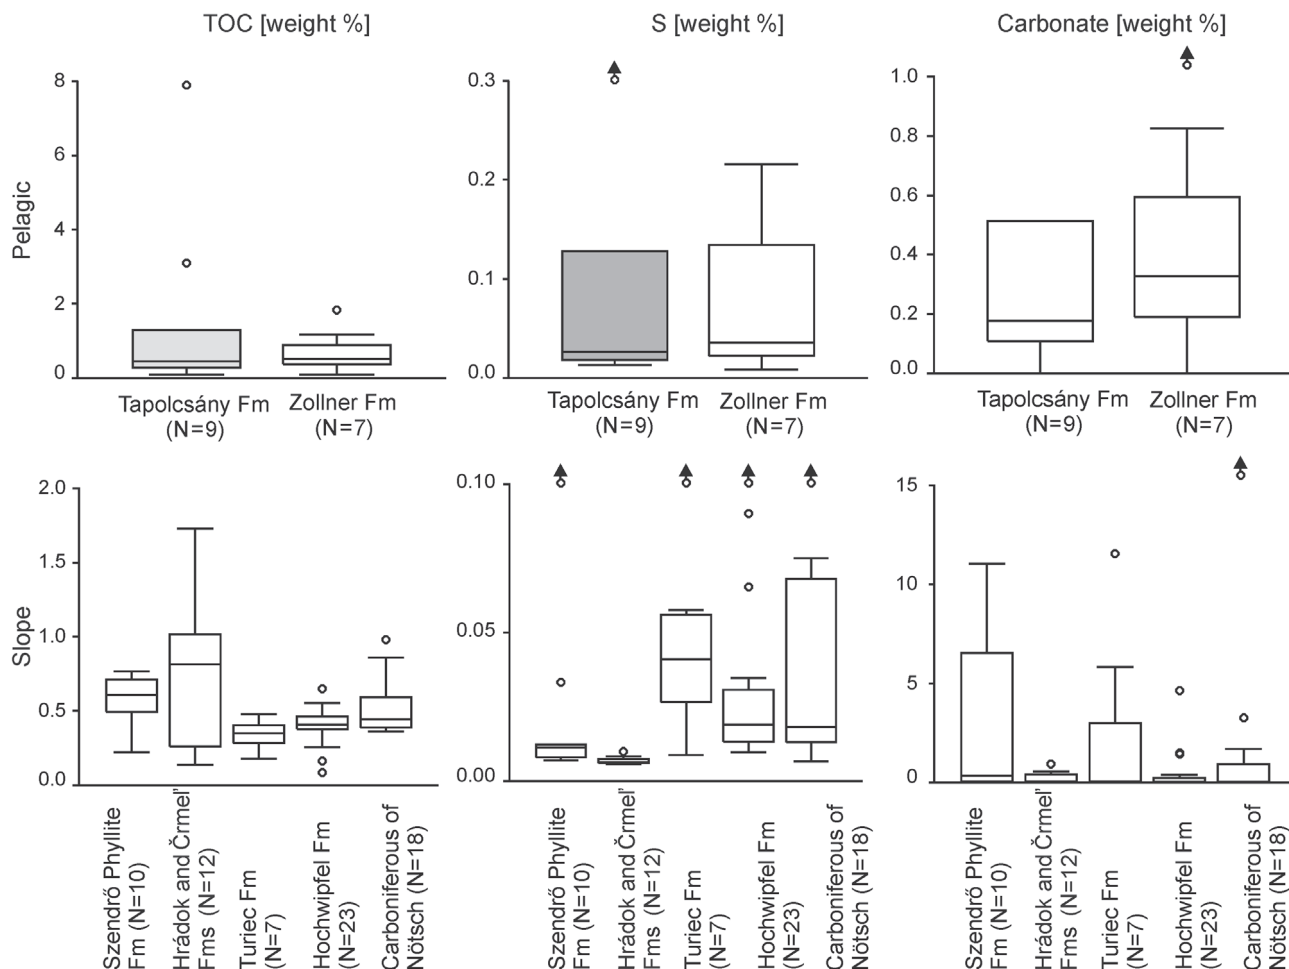 TOC [weight %]
S [weight %]
Carbonate [weight %]
Pelagic
8
6
4
2
0
Tapolcsány Fm
(N=9)
Zollner Fm
(N=7)
0.3
0.2
0.1
0.0
Tapolcsány Fm
(N=9)
Zollner Fm
(N=7)
1.0
0.8
0.6
0.4
0.2
0.0
Tapolcsány Fm
(N=9)
Zollner Fm
(N=7)
Slope
2.0
1.5
1.0
0.5
0.0
Szendrő Phyllite
Fm (N=10)
Hrádok and Črmeľ
Fms (N=12)
Turiec Fm
(N=7)
Hochwipfel Fm
(N=23)
Carboniferous of
Nötsch (N=18)
0.10
0.05
0.00
Szendrő Phyllite
Fm (N=10)
Hrádok and Črmeľ
Fms (N=12)
Turiec Fm
(N=7)
Hochwipfel Fm
(N=23)
Carboniferous of
Nötsch (N=18)
15
10
5
0
Szendrő Phyllite
Fm (N=10)
Hrádok and Črmeľ
Fms (N=12)
Turiec Fm
(N=7)
Hochwipfel Fm
(N=23)
Carboniferous of
Nötsch (N=18)